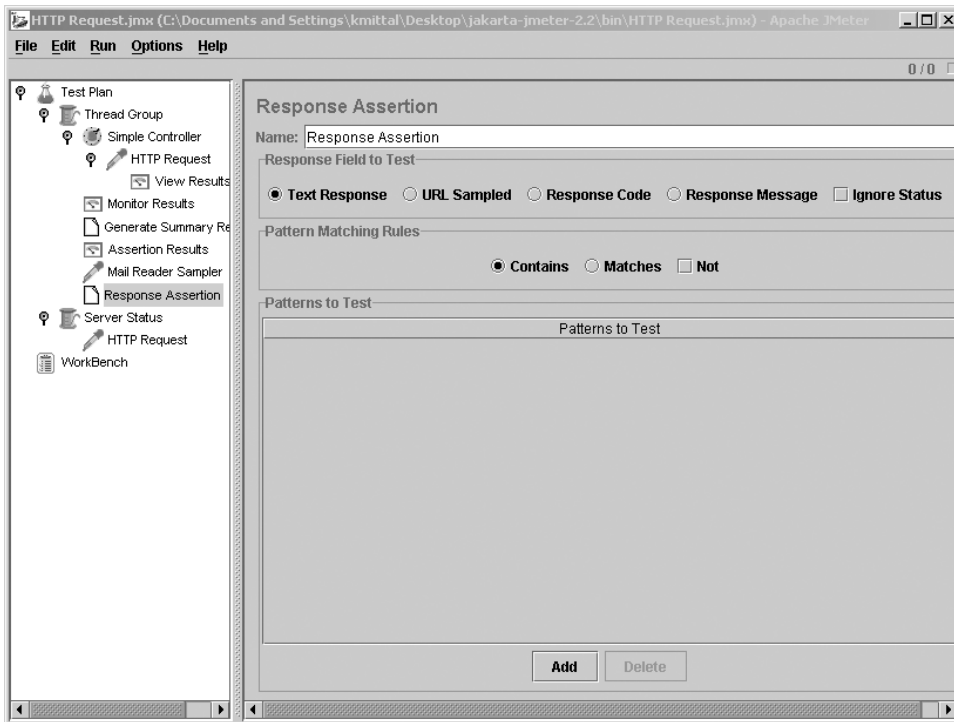 HTTP Request.jmx (C:\Documents and Settings\kmittal\Desktop\jakarta-jmeter-2.2\bin\HTTP Request.jmx) - Apache JMeter
File Edit Run Options Help
0 / 0
Test Plan
Thread Group
Simple Controller
HTTP Request
View Results
Monitor Results
Generate Summary Re
Assertion Results
Mail Reader Sampler
Response Assertion
Server Status
HTTP Request
WorkBench
Response Assertion
Name: Response Assertion
Response Field to Test
Text Response URL Sampled Response Code Response Message Ignore Status
Pattern Matching Rules
Contains Matches Not
Patterns to Test
Patterns to Test
Add Delete